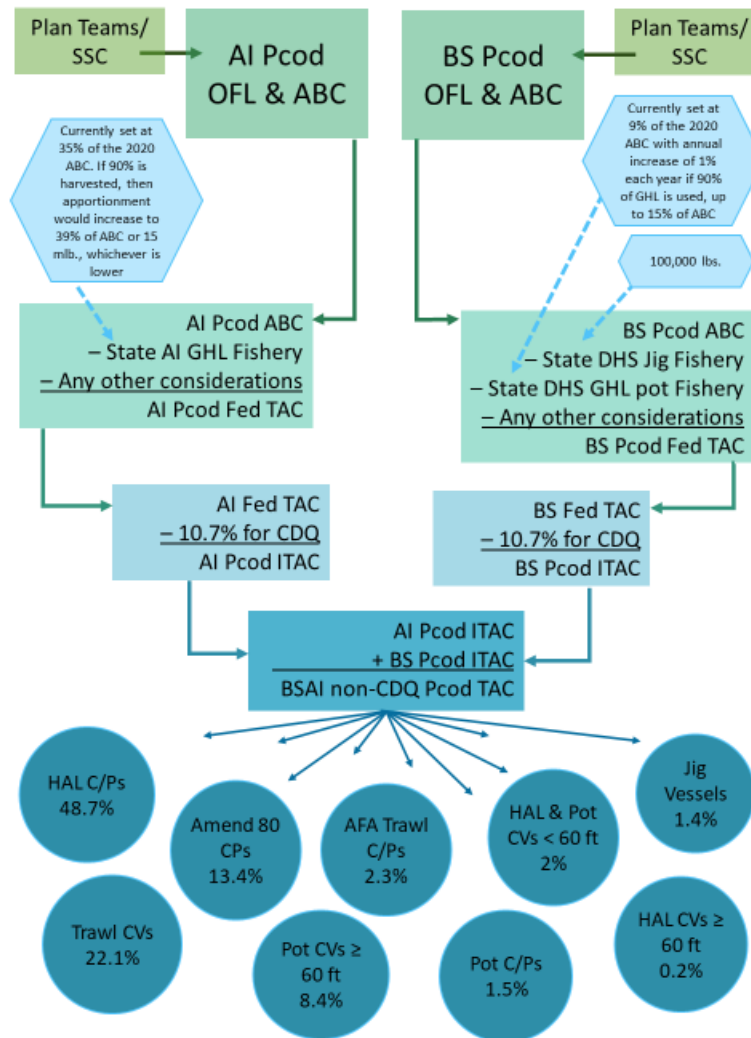 Plan Teams/
SSC
AI Pcod
OFL & ABC
BS Pcod
OFL & ABC
Plan Teams/
SSC
Currently set at
35% of the 2020
ABC. If 90% is
harvested, then
apportionment
would increase to
39% of ABC or 15
mlb., whichever is
lower
Currently set at
9% of the 2020
ABC with annual
increase of 1%
each year if 90%
of GHL is used, up
to 15% of ABC
100,000 lbs.
AI Pcod ABC
– State AI GHL Fishery
– Any other considerations
AI Pcod Fed TAC
BS Pcod ABC
– State DHS Jig Fishery
– State DHS GHL pot Fishery
– Any other considerations
BS Pcod Fed TAC
AI Fed TAC
– 10.7% for CDQ
AI Pcod ITAC
BS Fed TAC
– 10.7% for CDQ
BS Pcod ITAC
AI Pcod ITAC
+ BS Pcod ITAC
BSAI non-CDQ Pcod TAC
HAL C/Ps
48.7%
Amend 80
CPs
13.4%
AFA Trawl
C/Ps
2.3%
HAL & Pot
CVs < 60 ft
2%
Jig
Vessels
1.4%
Trawl CVs
22.1%
Pot CVs ≥
60 ft
8.4%
Pot C/Ps
1.5%
HAL CVs ≥
60 ft
0.2%